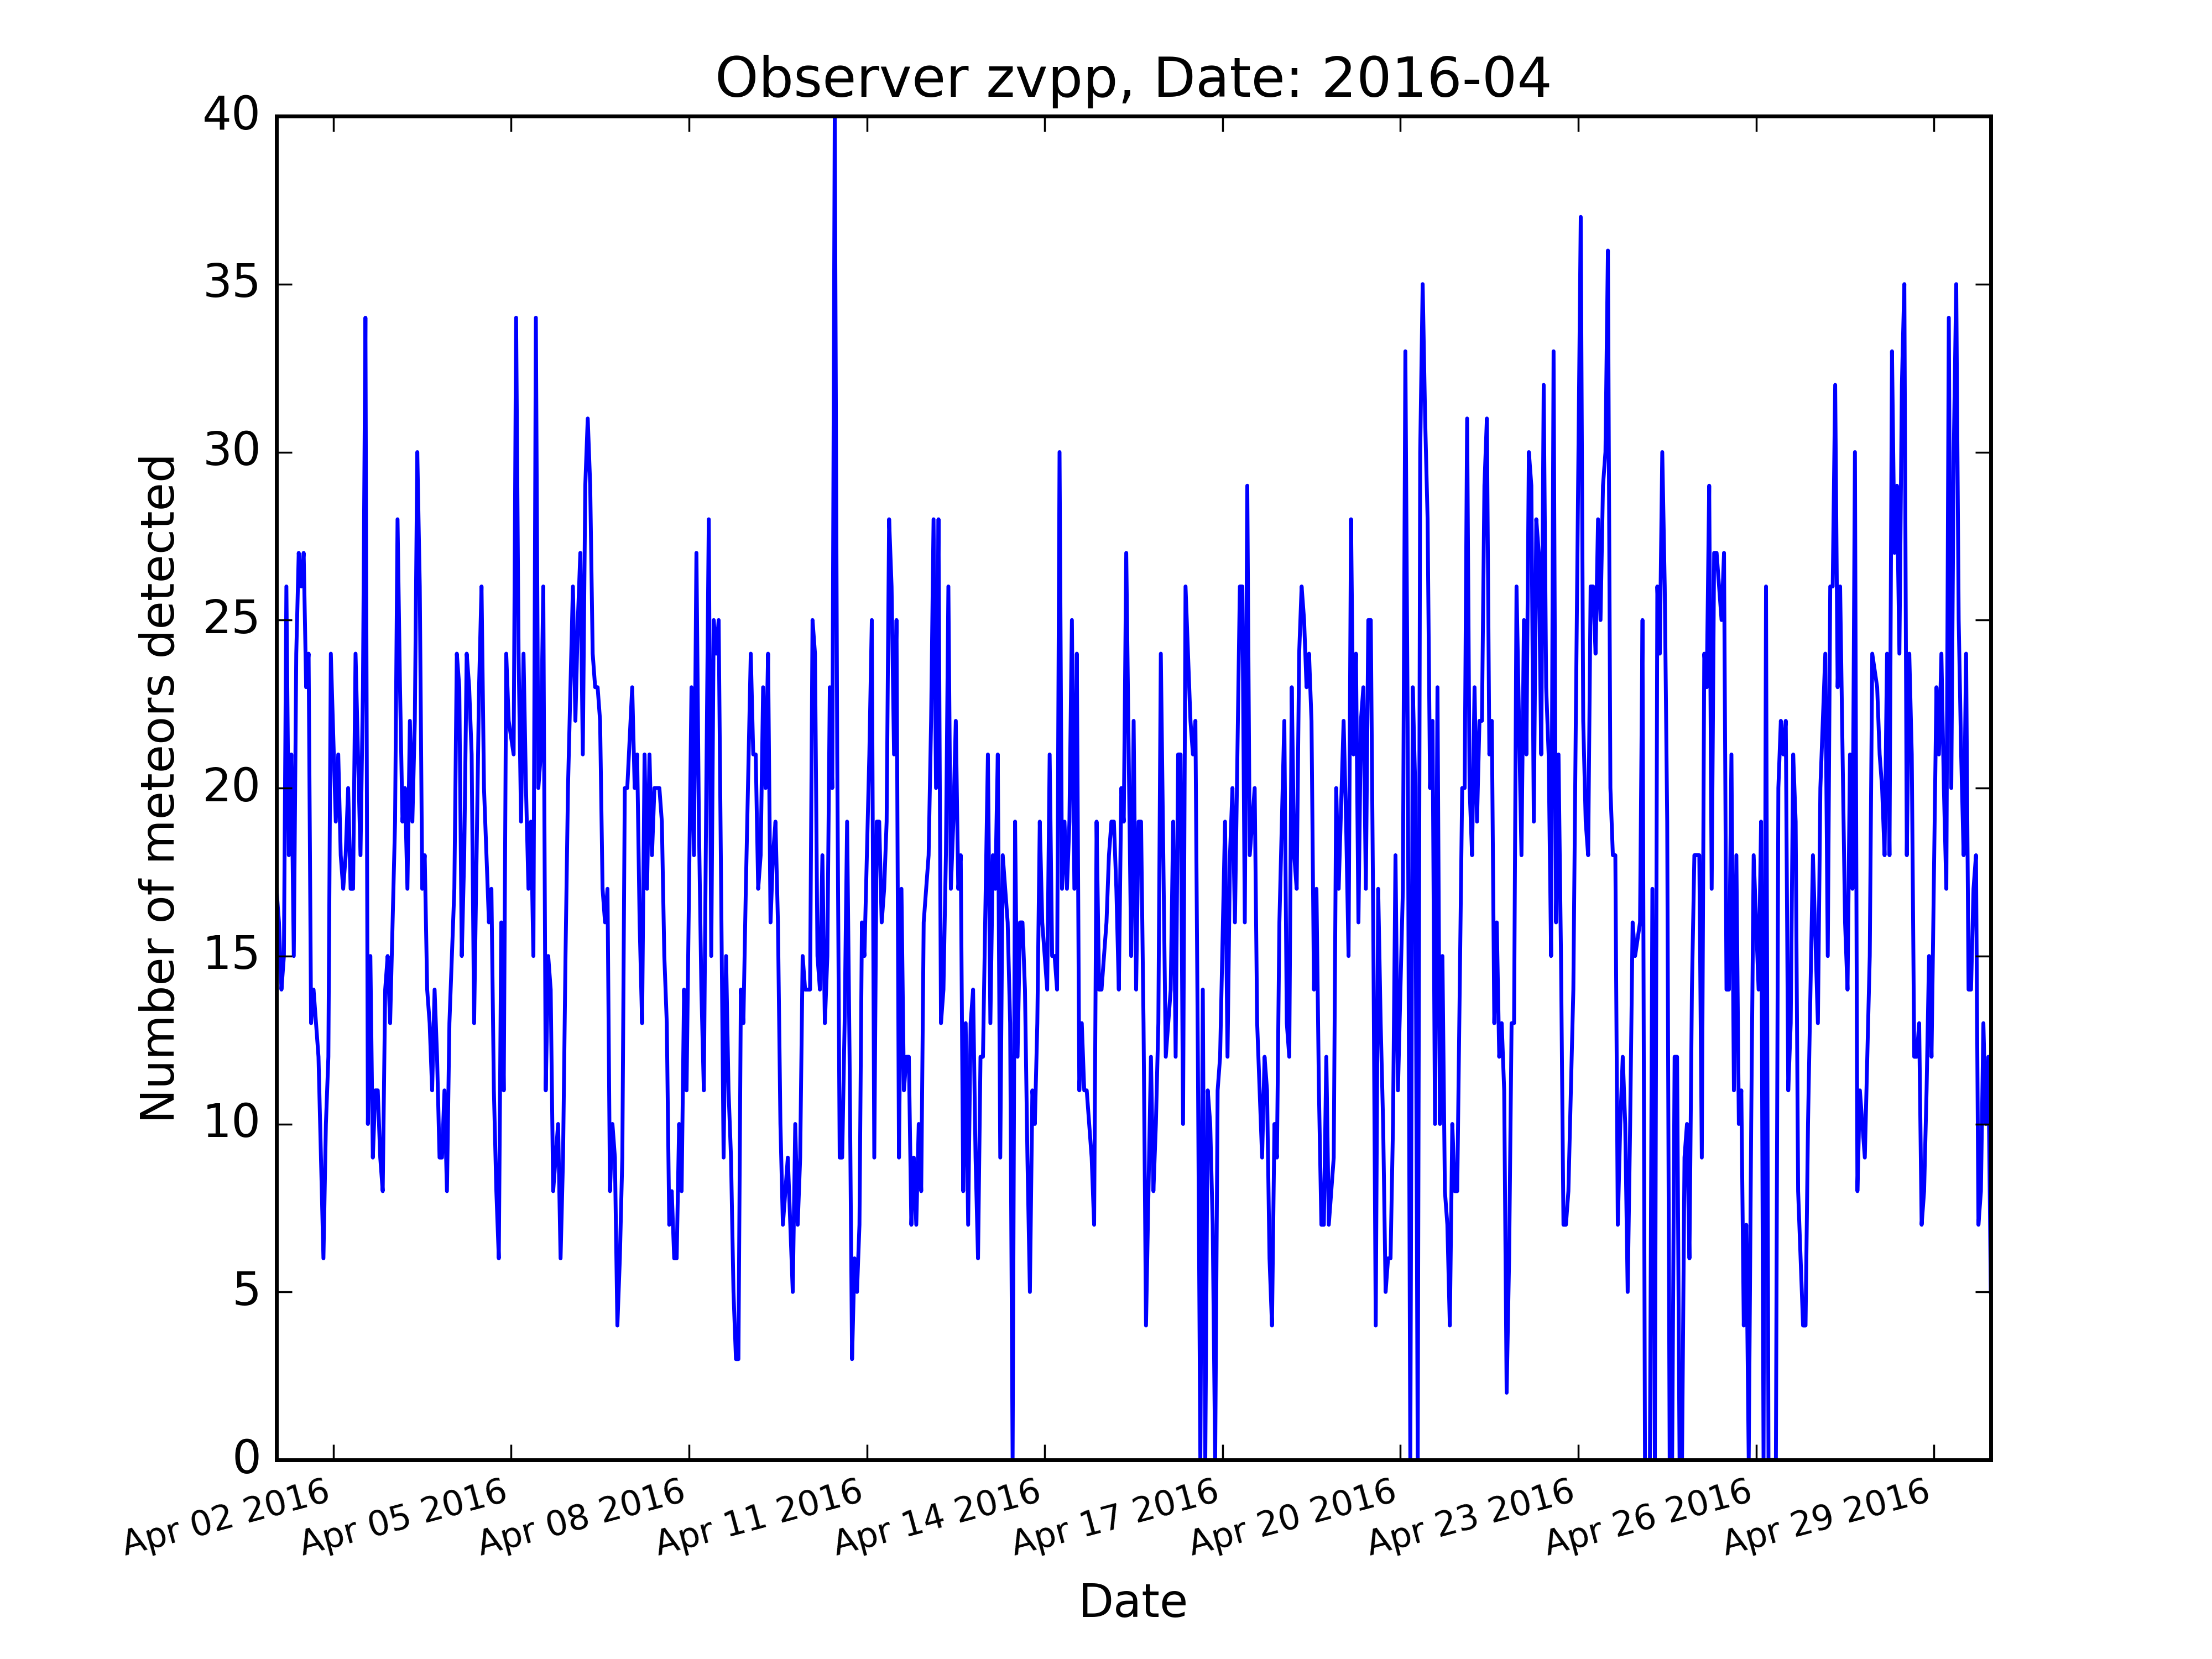 Observer zvpp, Date: 2016-04
Number of meteors detected
40
35
30
25
20
15
10
5
0
Apr 02 2016
Apr 05 2016
Apr 08 2016
Apr 11 2016
Apr 14 2016
Apr 17 2016
Apr 20 2016
Apr 23 2016
Apr 26 2016
Apr 29 2016
Date